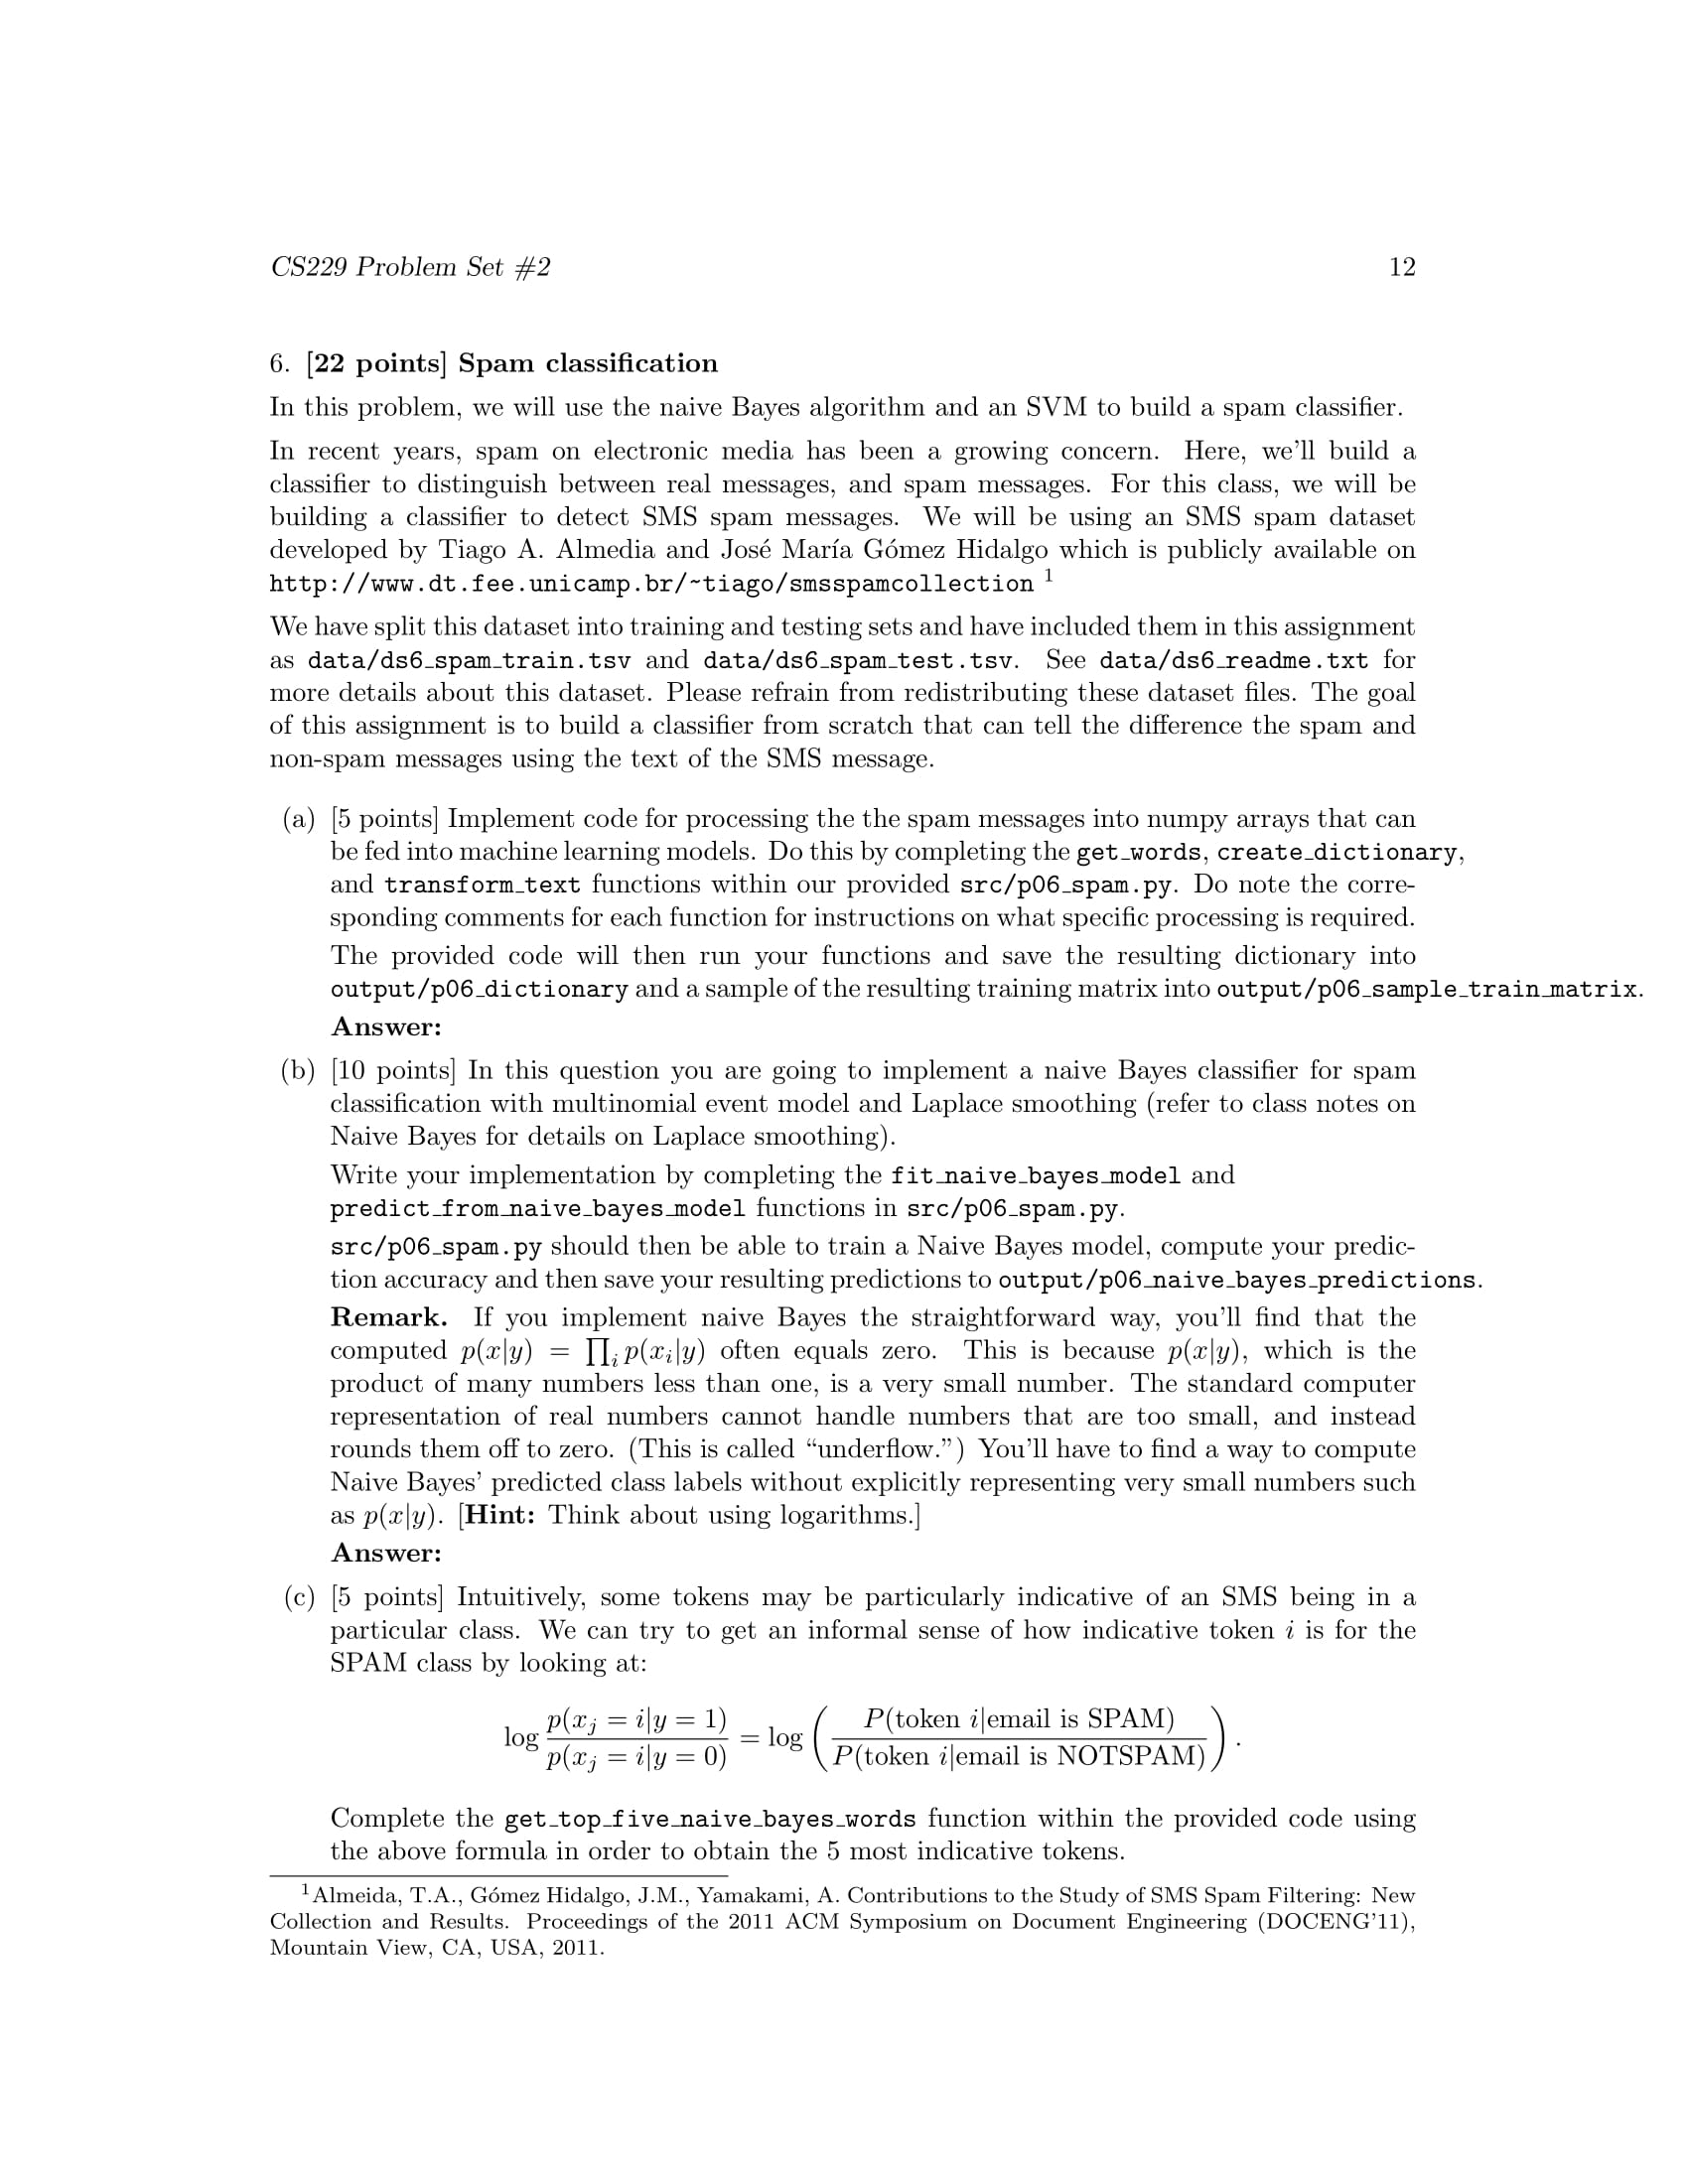 CS229 Problem Set #2 12
6. [22 points] Spam classification
In this problem, we will use the naive Bayes algorithm and an SVM to build a spam classifier.
In recent years, spam on electronic media has been a growing concern. Here, we'll build a
classifier to distinguish between real messages, and spam messages. For this class, we will be
building a classifier to detect SMS spam messages. We will be using an SMS spam dataset
developed by Tiago A. Almedia and José María Gómez Hidalgo which is publicly available on
http://www.dt.fee.unicamp.br/~tiago/smsspamcollection 1
We have split this dataset into training and testing sets and have included them in this assignment
as data/ds6_spam_train.tsv and data/ds6_spam_test.tsv. See data/ds6_readme.txt for
more details about this dataset. Please refrain from redistributing these dataset files. The goal
of this assignment is to build a classifier from scratch that can tell the difference the spam and
non-spam messages using the text of the SMS message.
(a) [5 points] Implement code for processing the the spam messages into numpy arrays that can
be fed into machine learning models. Do this by completing the get_words, create_dictionary,
and transform_text functions within our provided src/p06_spam.py. Do note the corre-
sponding comments for each function for instructions on what specific processing is required.
The provided code will then run your functions and save the resulting dictionary into
output/p06_dictionary and a sample of the resulting training matrix into output/p06_sample_train_matrix.
Answer:
(b) [10 points] In this question you are going to implement a naive Bayes classifier for spam
classification with multinomial event model and Laplace smoothing (refer to class notes on
Naive Bayes for details on Laplace smoothing).
Write your implementation by completing the fit_naive_bayes_model and
predict_from_naive_bayes_model functions in src/p06_spam.py.
src/p06_spam.py should then be able to train a Naive Bayes model, compute your predic-
tion accuracy and then save your resulting predictions to output/p06_naive_bayes_predictions.
Remark. If you implement naive Bayes the straightforward way, you'll find that the
computed p(x|y) = ∏i p(xi|y) often equals zero. This is because p(x|y), which is the
product of many numbers less than one, is a very small number. The standard computer
representation of real numbers cannot handle numbers that are too small, and instead
rounds them off to zero. (This is called “underflow.”) You'll have to find a way to compute
Naive Bayes' predicted class labels without explicitly representing very small numbers such
as p(x|y). [Hint: Think about using logarithms.]
Answer:
(c) [5 points] Intuitively, some tokens may be particularly indicative of an SMS being in a
particular class. We can try to get an informal sense of how indicative token i is for the
SPAM class by looking at:
log p(xj = i|y = 1) / p(xj = i|y = 0) = log ( P(token i|email is SPAM) / P(token i|email is NOTSPAM) ) .
Complete the get_top_five_naive_bayes_words function within the provided code using
the above formula in order to obtain the 5 most indicative tokens.
1Almeida, T.A., Gómez Hidalgo, J.M., Yamakami, A. Contributions to the Study of SMS Spam Filtering: New
Collection and Results. Proceedings of the 2011 ACM Symposium on Document Engineering (DOCENG'11),
Mountain View, CA, USA, 2011.